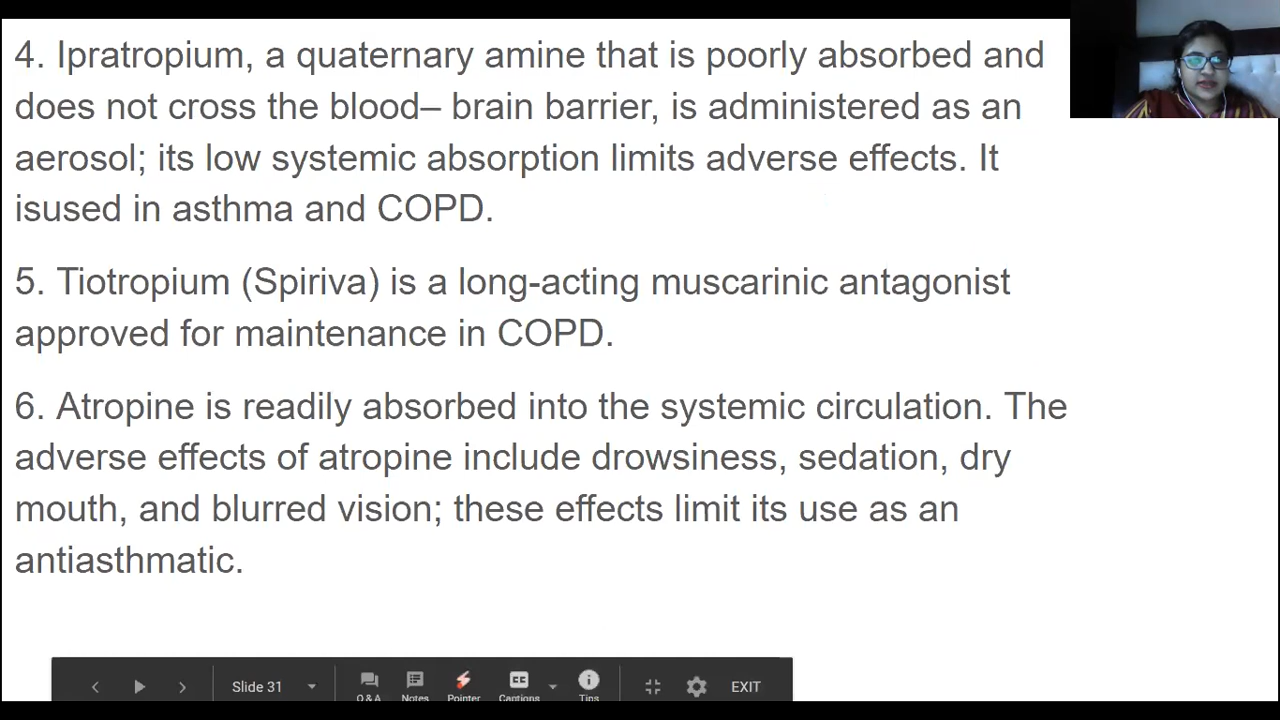 4. Ipratropium, a quaternary amine that is poorly absorbed and
does not cross the blood– brain barrier, is administered as an
aerosol; its low systemic absorption limits adverse effects. It
isused in asthma and COPD.
5. Tiotropium (Spiriva) is a long-acting muscarinic antagonist
approved for maintenance in COPD.
6. Atropine is readily absorbed into the systemic circulation. The
adverse effects of atropine include drowsiness, sedation, dry
mouth, and blurred vision; these effects limit its use as an
antiasthmatic.
Slide 31
Q & A Notes Pointer Captions Tips
EXIT